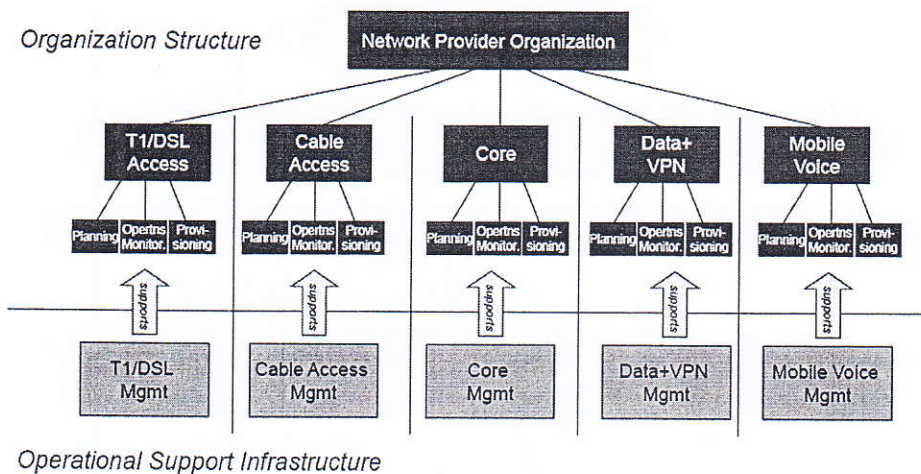 Organization Structure
Network Provider Organization
T1/DSL
Access
Cable
Access
Core
Data+
VPN
Mobile
Voice
Planning
Opertns
Monitor.
Provi-
sioning
Planning
Opertns
Monitor.
Provi-
sioning
Planning
Opertns
Monitor.
Provi-
sioning
Planning
Opertns
Monitor.
Provi-
sioning
Planning
Opertns
Monitor.
Provi-
sioning
supports
supports
supports
supports
supports
T1/DSL
Mgmt
Cable Access
Mgmt
Core
Mgmt
Data+VPN
Mgmt
Mobile Voice
Mgmt
Operational Support Infrastructure